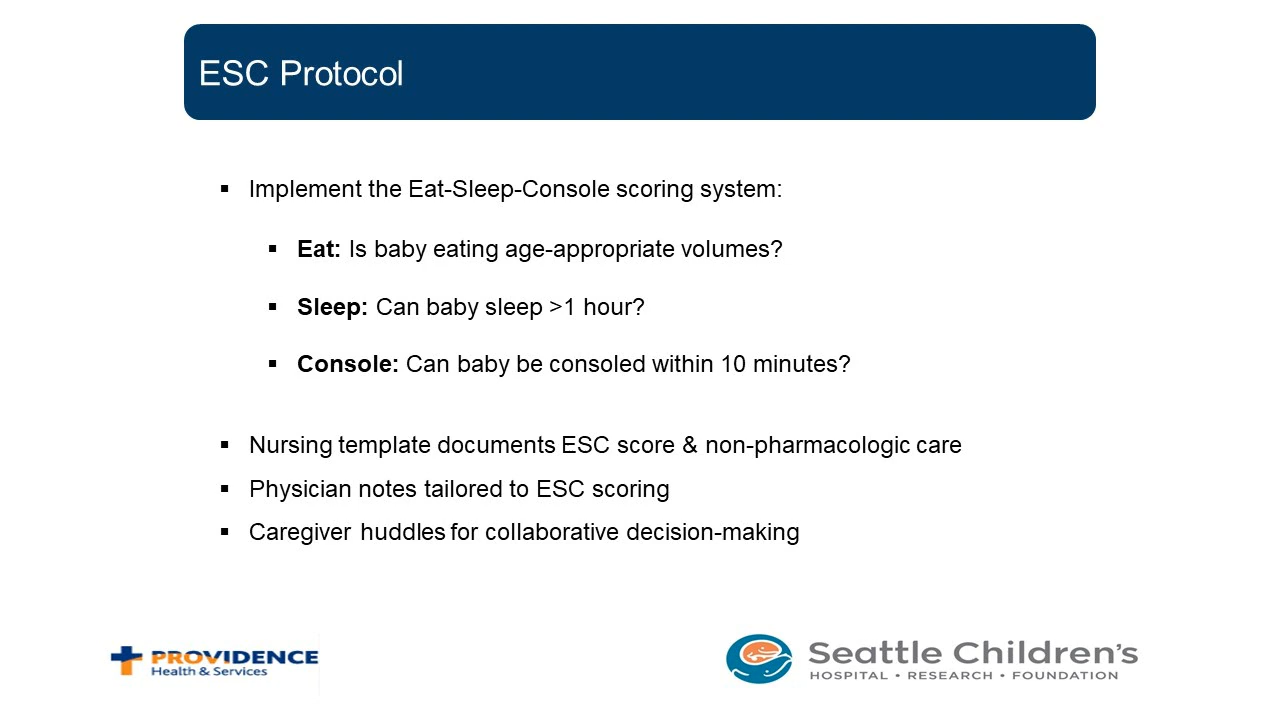 ESC Protocol
▪ Implement the Eat-Sleep-Console scoring system:
▪ Eat: Is baby eating age-appropriate volumes?
▪ Sleep: Can baby sleep >1 hour?
▪ Console: Can baby be consoled within 10 minutes?
▪ Nursing template documents ESC score & non-pharmacologic care
▪ Physician notes tailored to ESC scoring
▪ Caregiver huddles for collaborative decision-making
PROVIDENCE
Health & Services
Seattle Children's
HOSPITAL • RESEARCH • FOUNDATION